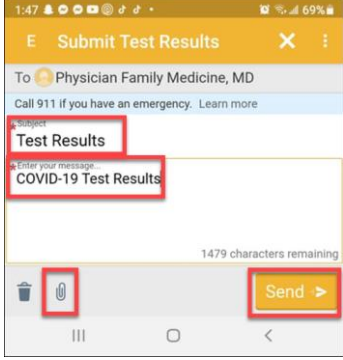 1:47 69%
E Submit Test Results
To Physician Family Medicine, MD
Call 911 if you have an emergency. Learn more
*Subject
Test Results
*Enter your message...
COVID-19 Test Results
1479 characters remaining
Send